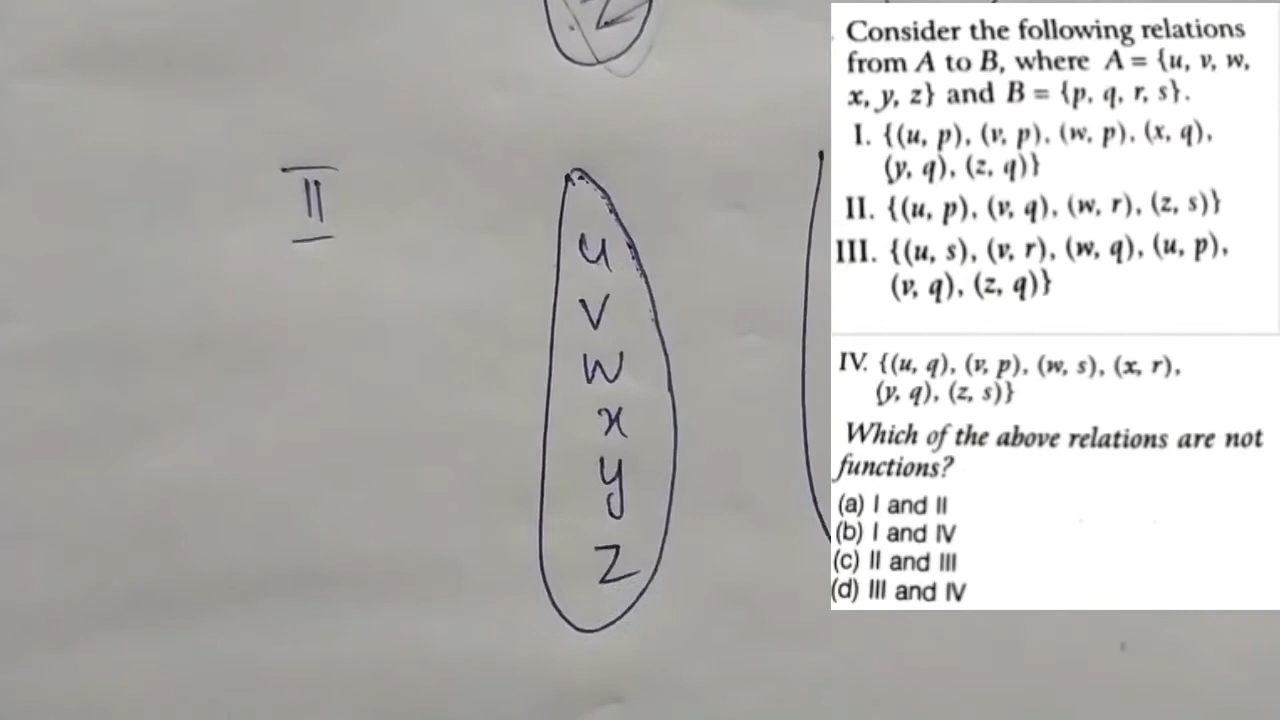 Z
II
u
v
w
x
y
z
Consider the following relations
from A to B, where A = {u, v, w,
x, y, z} and B = {p, q, r, s}.
I. {(u, p), (v, p), (w, p), (x, q),
(y, q), (z, q)}
II. {(u, p), (v, q), (w, r), (z, s)}
III. {(u, s), (v, r), (w, q), (u, p),
(v, q), (z, q)}
IV. {(u, q), (v, p), (w, s), (x, r),
(y, q), (z, s)}
Which of the above relations are not
functions?
(a) I and II
(b) I and IV
(c) II and III
(d) III and IV